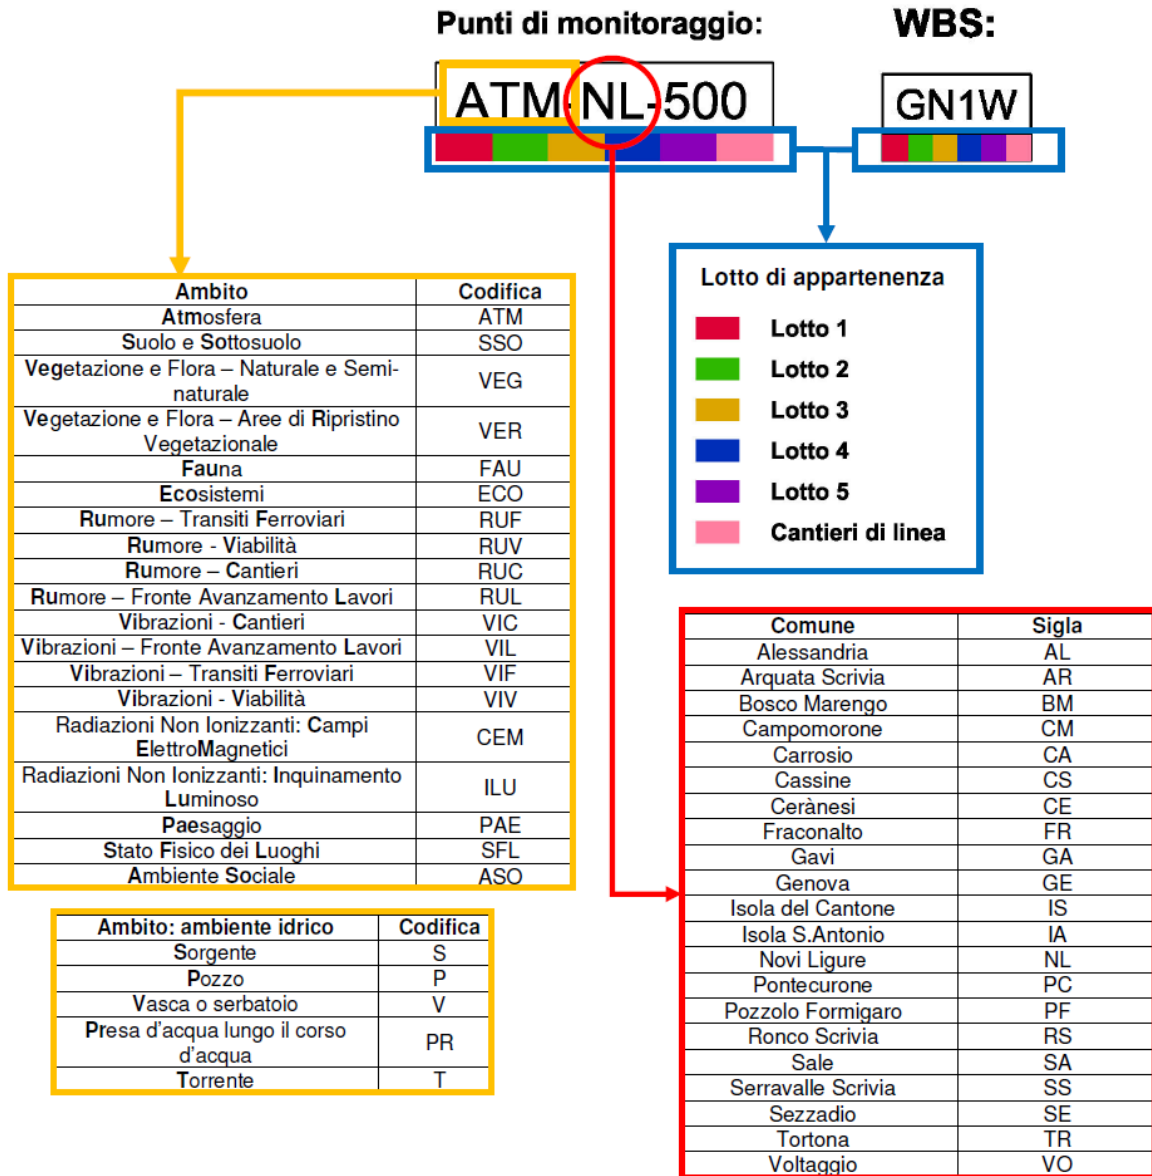 Punti di monitoraggio:
WBS:
ATM-NL-500
GN1W
Lotto di appartenenza
Lotto 1
Lotto 2
Lotto 3
Lotto 4
Lotto 5
Cantieri di linea
Ambito Codifica
Atmosfera ATM
Suolo e Sottosuolo SSO
Vegetazione e Flora – Naturale e Semi-
naturale VEG
Vegetazione e Flora – Aree di Ripristino
Vegetazionale VER
Fauna FAU
Ecosistemi ECO
Rumore – Transiti Ferroviari RUF
Rumore - Viabilità RUV
Rumore – Cantieri RUC
Rumore – Fronte Avanzamento Lavori RUL
Vibrazioni - Cantieri VIC
Vibrazioni – Fronte Avanzamento Lavori VIL
Vibrazioni – Transiti Ferroviari VIF
Vibrazioni - Viabilità VIV
Radiazioni Non Ionizzanti: Campi
ElettroMagnetici CEM
Radiazioni Non Ionizzanti: Inquinamento
Luminoso ILU
Paesaggio PAE
Stato Fisico dei Luoghi SFL
Ambiente Sociale ASO
Ambito: ambiente idrico Codifica
Sorgente S
Pozzo P
Vasca o serbatoio V
Presa d'acqua lungo il corso
d'acqua PR
Torrente T
Comune Sigla
Alessandria AL
Arquata Scrivia AR
Bosco Marengo BM
Campomorone CM
Carrosio CA
Cassine CS
Cerànesi CE
Fraconalto FR
Gavi GA
Genova GE
Isola del Cantone IS
Isola S.Antonio IA
Novi Ligure NL
Pontecurone PC
Pozzolo Formigaro PF
Ronco Scrivia RS
Sale SA
Serravalle Scrivia SS
Sezzadio SE
Tortona TR
Voltaggio VO